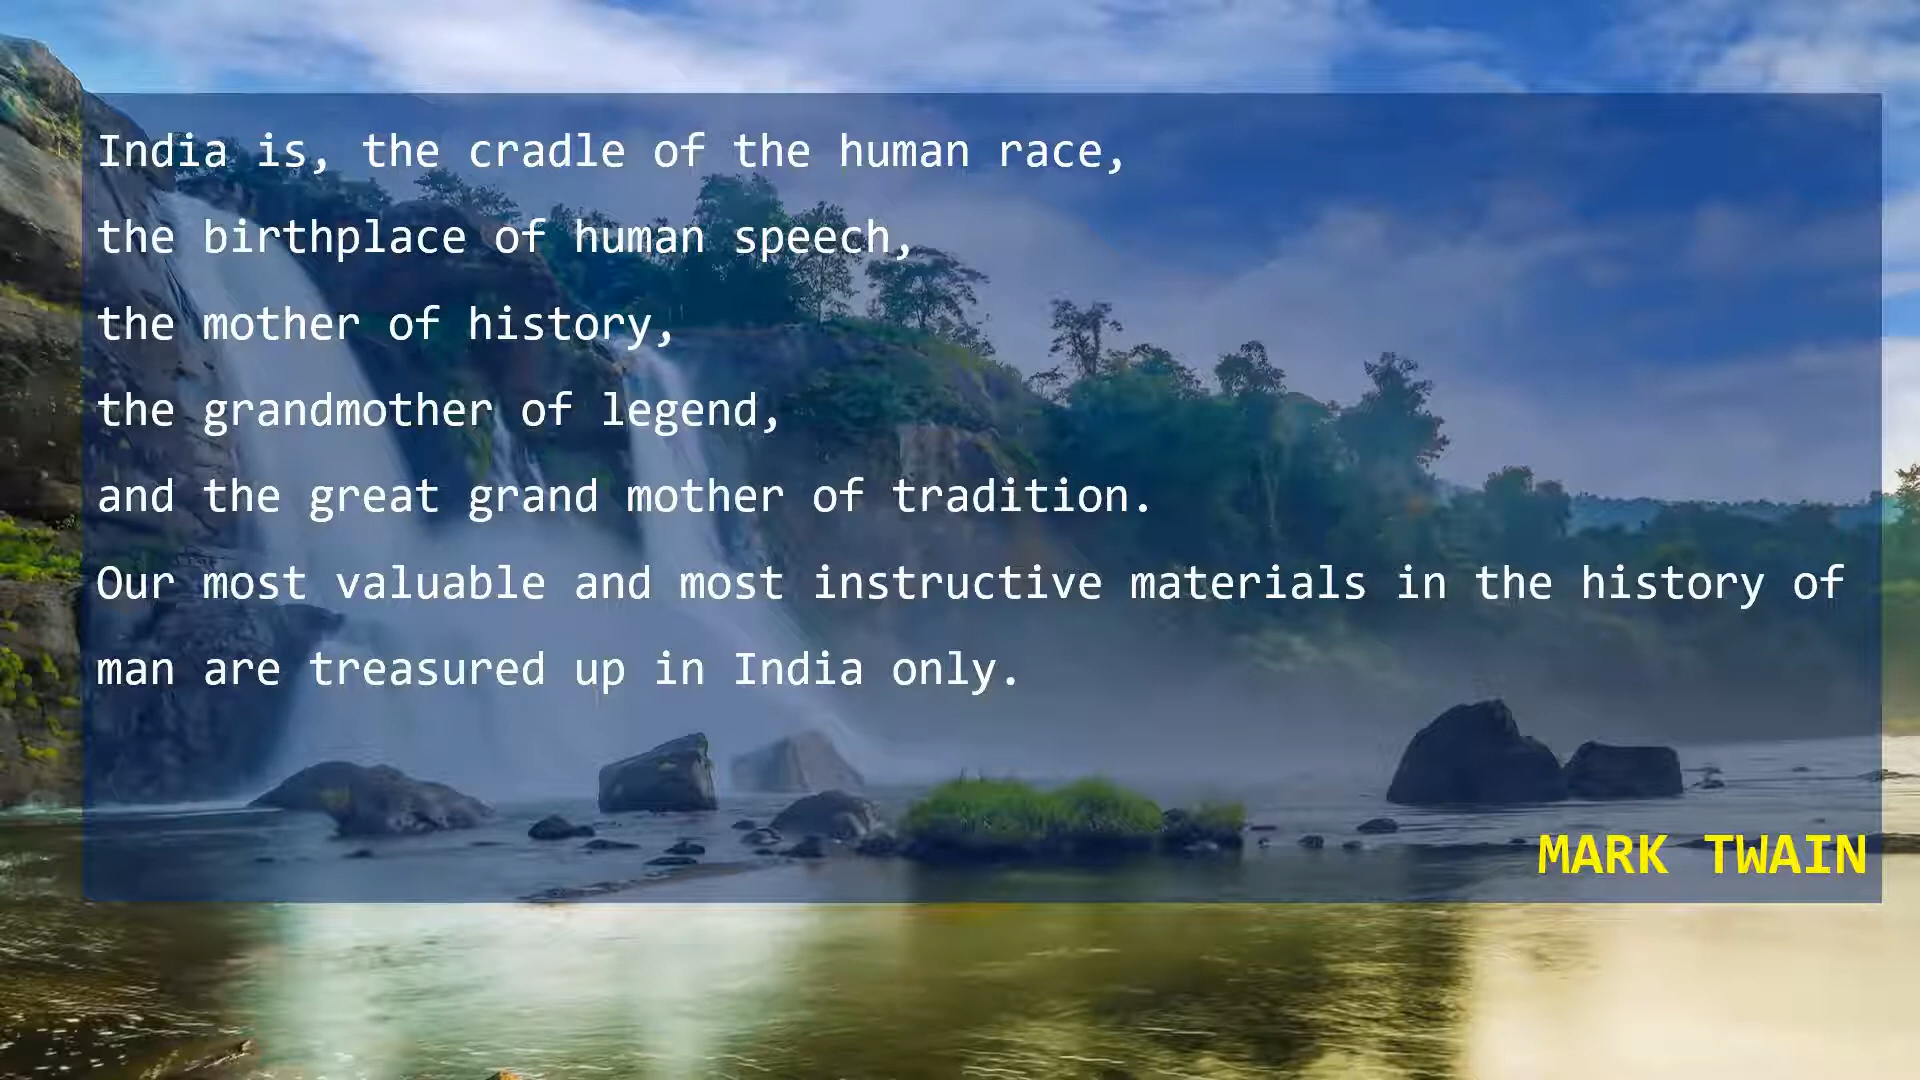 India is, the cradle of the human race,
the birthplace of human speech,
the mother of history,
the grandmother of legend,
and the great grand mother of tradition.
Our most valuable and most instructive materials in the history of
man are treasured up in India only.
MARK TWAIN